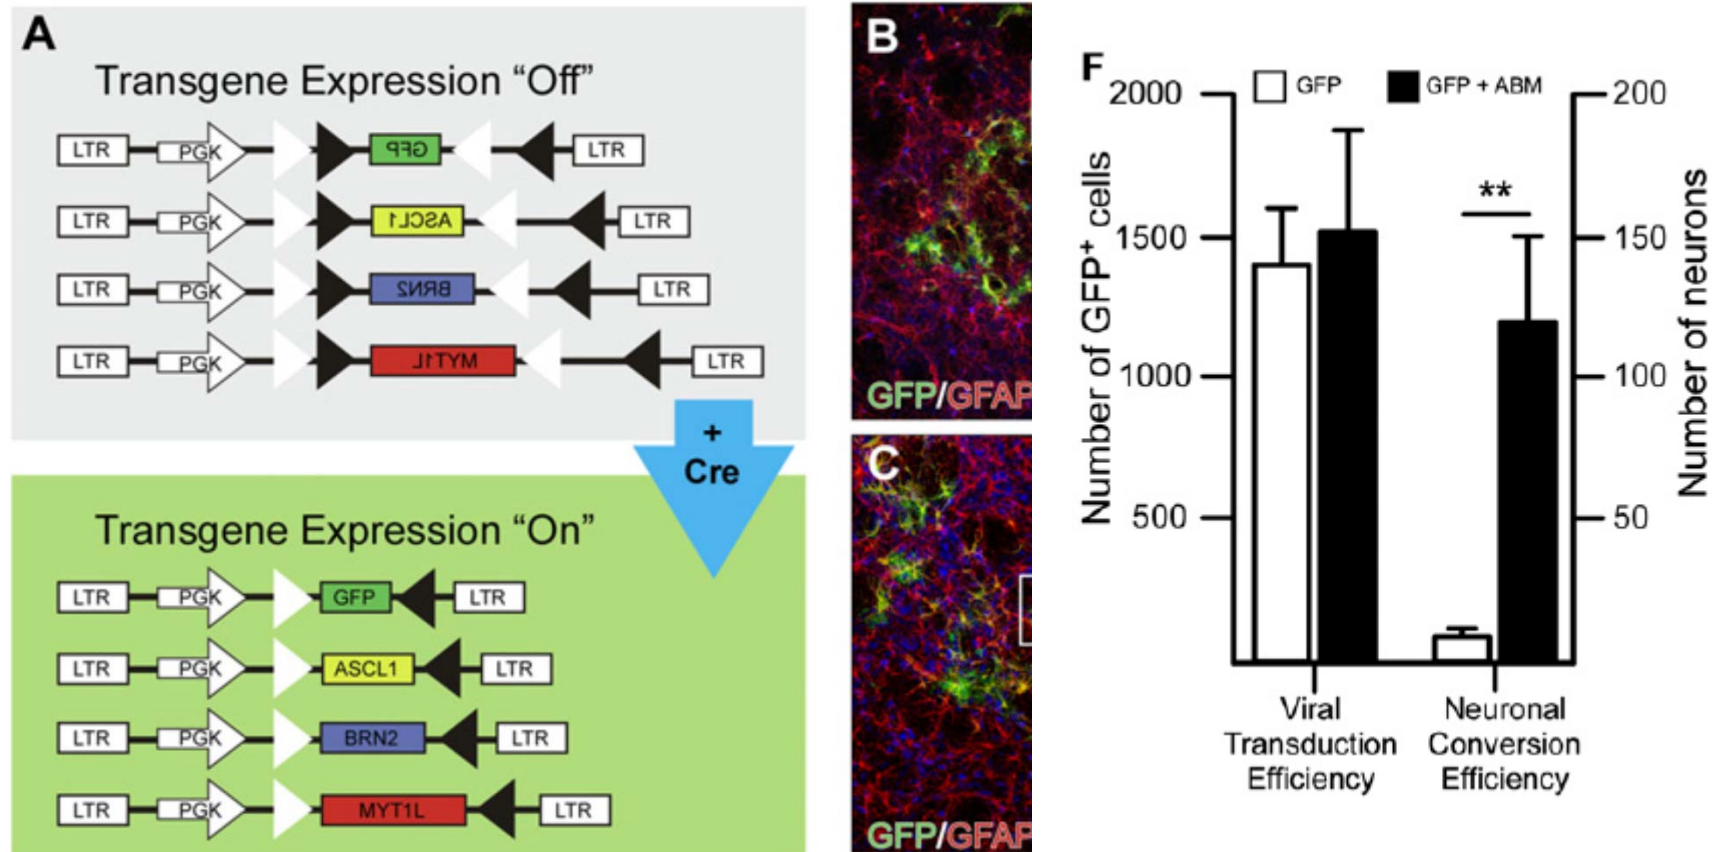 A
Transgene Expression “Off”
LTR PGK GFP LTR
LTR PGK ASCL1 LTR
LTR PGK BRN2 LTR
LTR PGK MYT1L LTR
+
Cre
Transgene Expression “On”
LTR PGK GFP LTR
LTR PGK ASCL1 LTR
LTR PGK BRN2 LTR
LTR PGK MYT1L LTR
B
GFP/GFAP
C
GFP/GFAP
F
GFP GFP + ABM
Number of GFP⁺ cells
2000
1500
1000
500
200
150
100
50
Number of neurons
**
Viral
Transduction
Efficiency
Neuronal
Conversion
Efficiency